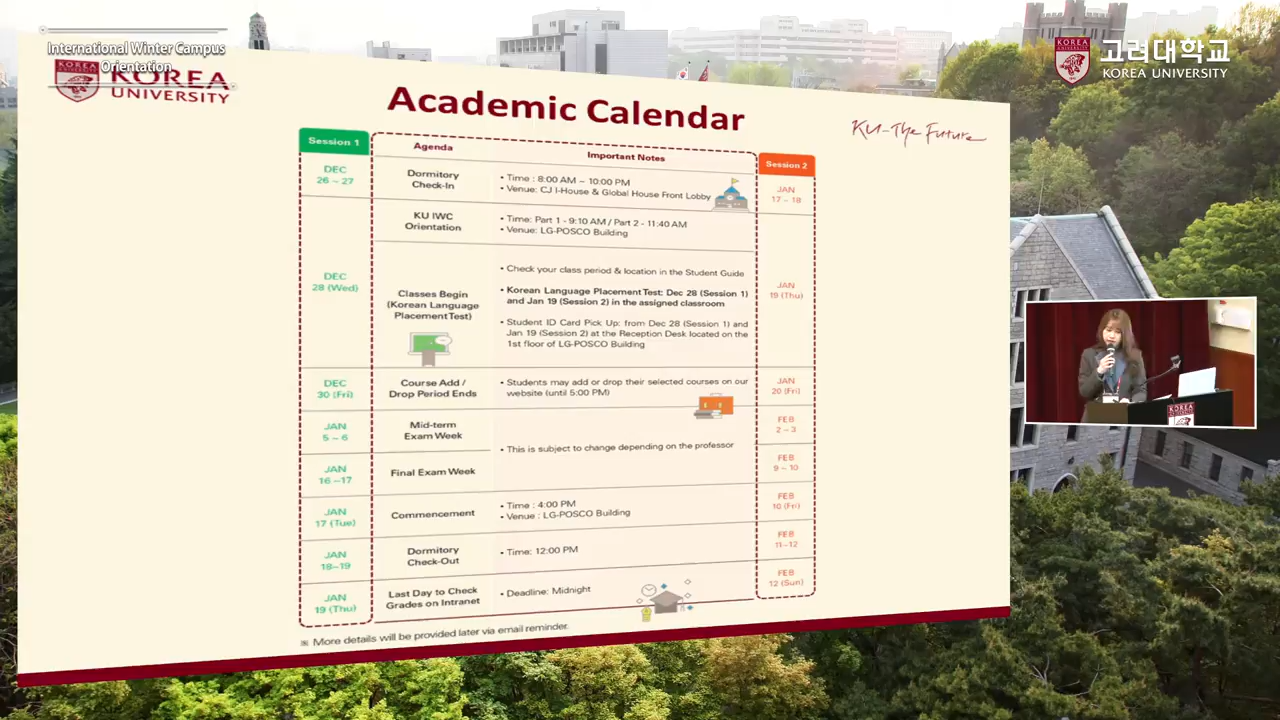 International Winter Campus
Orientation
KOREA
UNIVERSITY
KOREA
고려대학교
KOREA UNIVERSITY
Academic Calendar
KU-The Future
Session 1
Agenda
Important Notes
Session 2
DEC
26 ~ 27
Dormitory
Check-In
• Time : 8:00 AM ~ 10:00 PM
• Venue: CJ I-House & Global House Front Lobby
JAN
17 ~ 18
KU IWC
Orientation
• Time: Part 1 - 9:10 AM / Part 2 - 11:40 AM
• Venue: LG-POSCO Building
DEC
28 (Wed)
Classes Begin
(Korean Language
Placement Test)
• Check your class period & location in the Student Guide
• Korean Language Placement Test: Dec 28 (Session 1)
and Jan 19 (Session 2) in the assigned classroom
• Student ID Card Pick Up: from Dec 28 (Session 1) and
Jan 19 (Session 2) at the Reception Desk located on the
1st floor of LG-POSCO Building
JAN
19 (Thu)
DEC
30 (Fri)
Course Add /
Drop Period Ends
• Students may add or drop their selected courses on our
website (until 5:00 PM)
JAN
20 (Fri)
JAN
5 ~ 6
Mid-term
Exam Week
FEB
2 ~ 3
• This is subject to change depending on the professor
JAN
16 ~17
Final Exam Week
FEB
9 ~ 10
JAN
17 (Tue)
Commencement
• Time : 4:00 PM
• Venue : LG-POSCO Building
FEB
10 (Fri)
JAN
18~19
Dormitory
Check-Out
• Time: 12:00 PM
FEB
11~12
JAN
19 (Thu)
Last Day to Check
Grades on Intranet
• Deadline: Midnight
FEB
12 (Sun)
※ More details will be provided later via email reminder.
KOREA